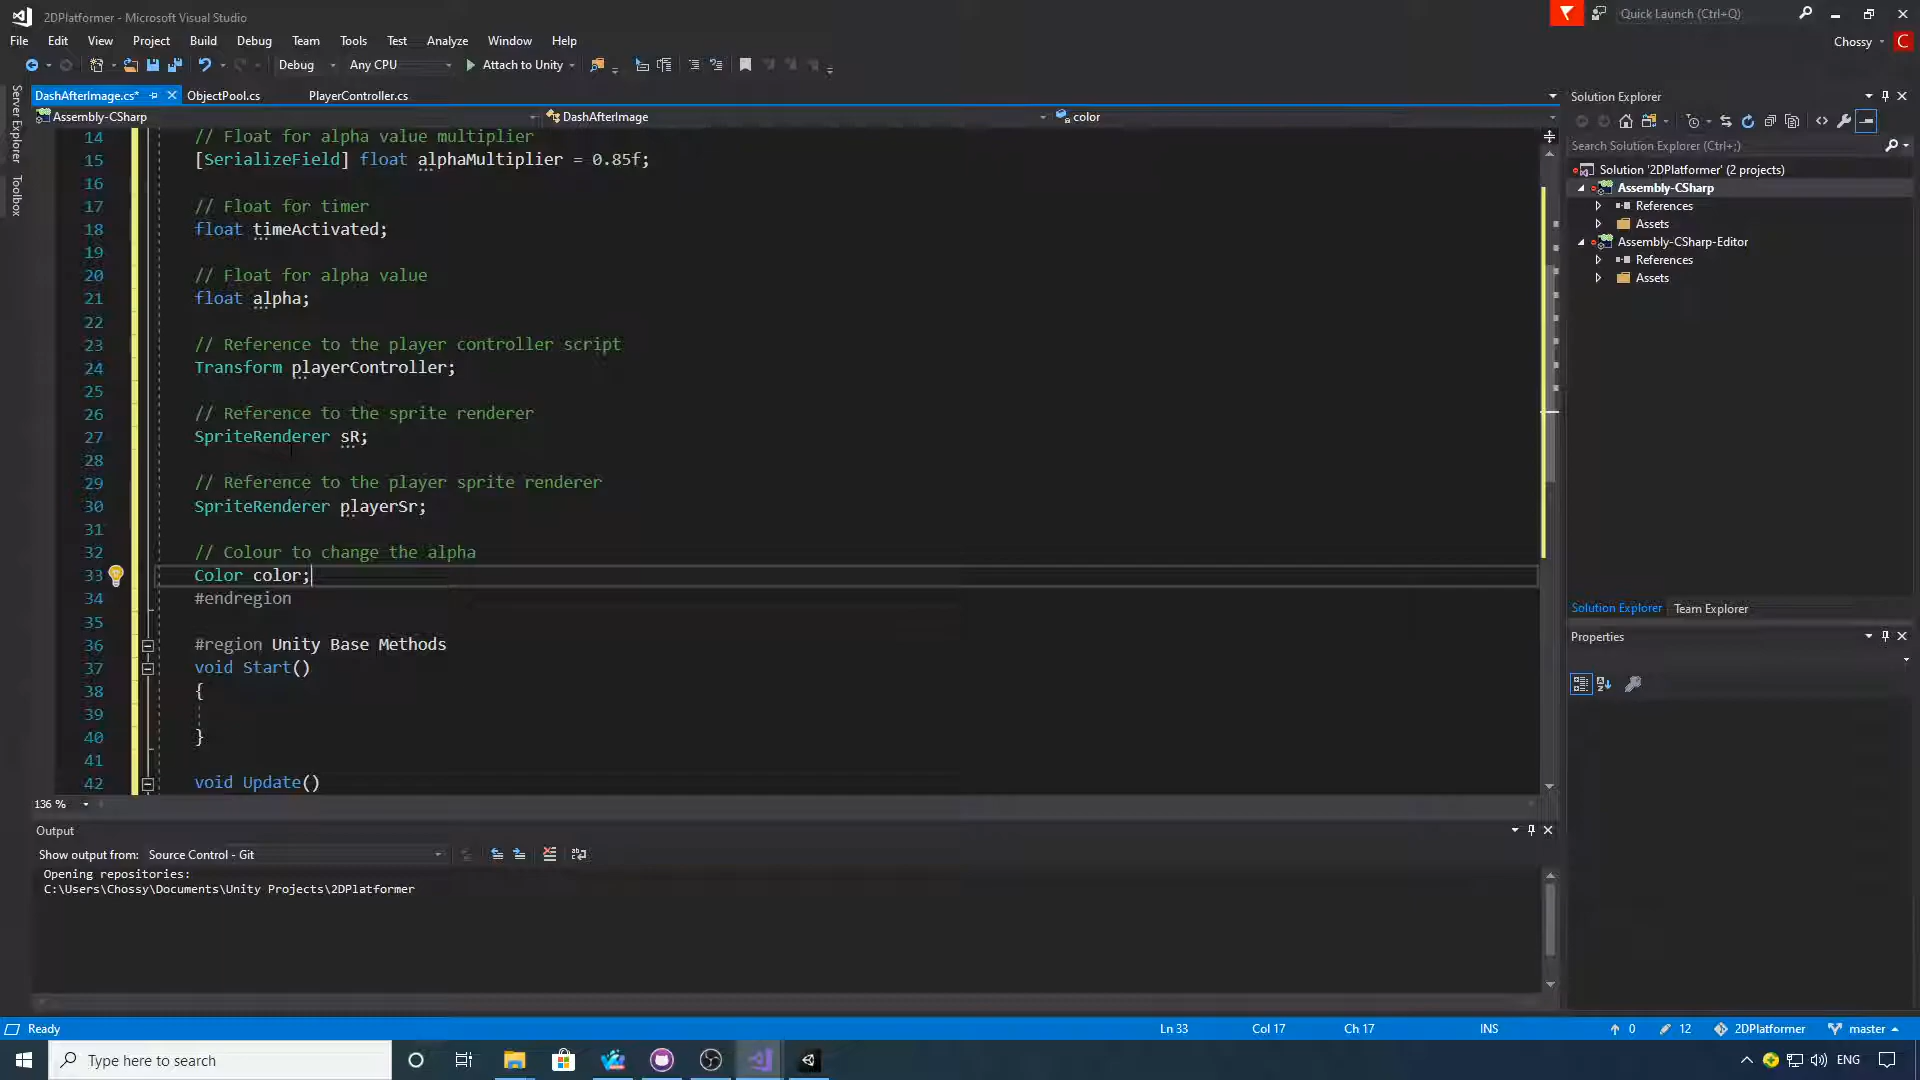 2DPlatformer - Microsoft Visual Studio
Quick Launch (Ctrl+Q)
File Edit View Project Build Debug Team Tools Test Analyze Window Help
Chossy
C
Debug Any CPU Attach to Unity
Server Explorer
Toolbox
DashAfterImage.cs* ObjectPool.cs PlayerController.cs
Assembly-CSharp DashAfterImage color
14 // Float for alpha value multiplier
15 [SerializeField] float alphaMultiplier = 0.85f;
16
17 // Float for timer
18 float timeActivated;
19
20 // Float for alpha value
21 float alpha;
22
23 // Reference to the player controller script
24 Transform playerController;
25
26 // Reference to the sprite renderer
27 SpriteRenderer sR;
28
29 // Reference to the player sprite renderer
30 SpriteRenderer playerSr;
31
32 // Colour to change the alpha
33 Color color;
34 #endregion
35
36 #region Unity Base Methods
37 void Start()
38 {
39
40 }
41
42 void Update()
136 %
Output
Show output from: Source Control - Git
Opening repositories:
C:\Users\Chossy\Documents\Unity Projects\2DPlatformer
Solution Explorer
Search Solution Explorer (Ctrl+;)
Solution '2DPlatformer' (2 projects)
Assembly-CSharp
References
Assets
Assembly-CSharp-Editor
References
Assets
Solution Explorer Team Explorer
Properties
Ready Ln 33 Col 17 Ch 17 INS 0 12 2DPlatformer master
Type here to search
ENG